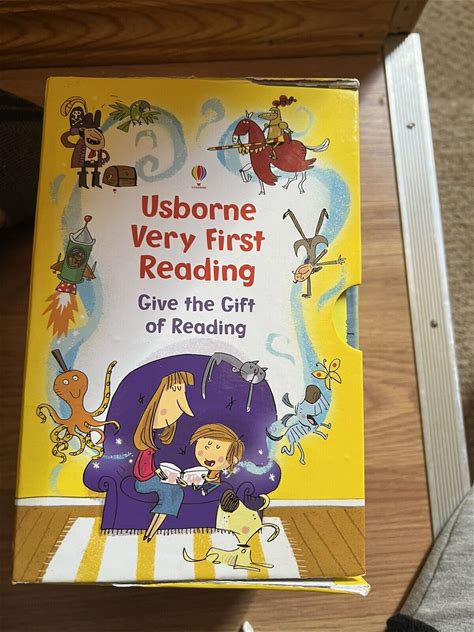 Usborne
Very First
Reading
Give the Gift
of Reading